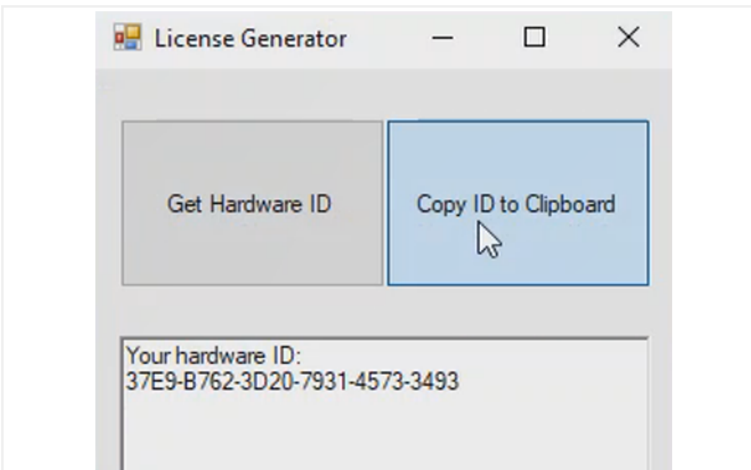 License Generator
Get Hardware ID
Copy ID to Clipboard
Your hardware ID:
37E9-B762-3D20-7931-4573-3493